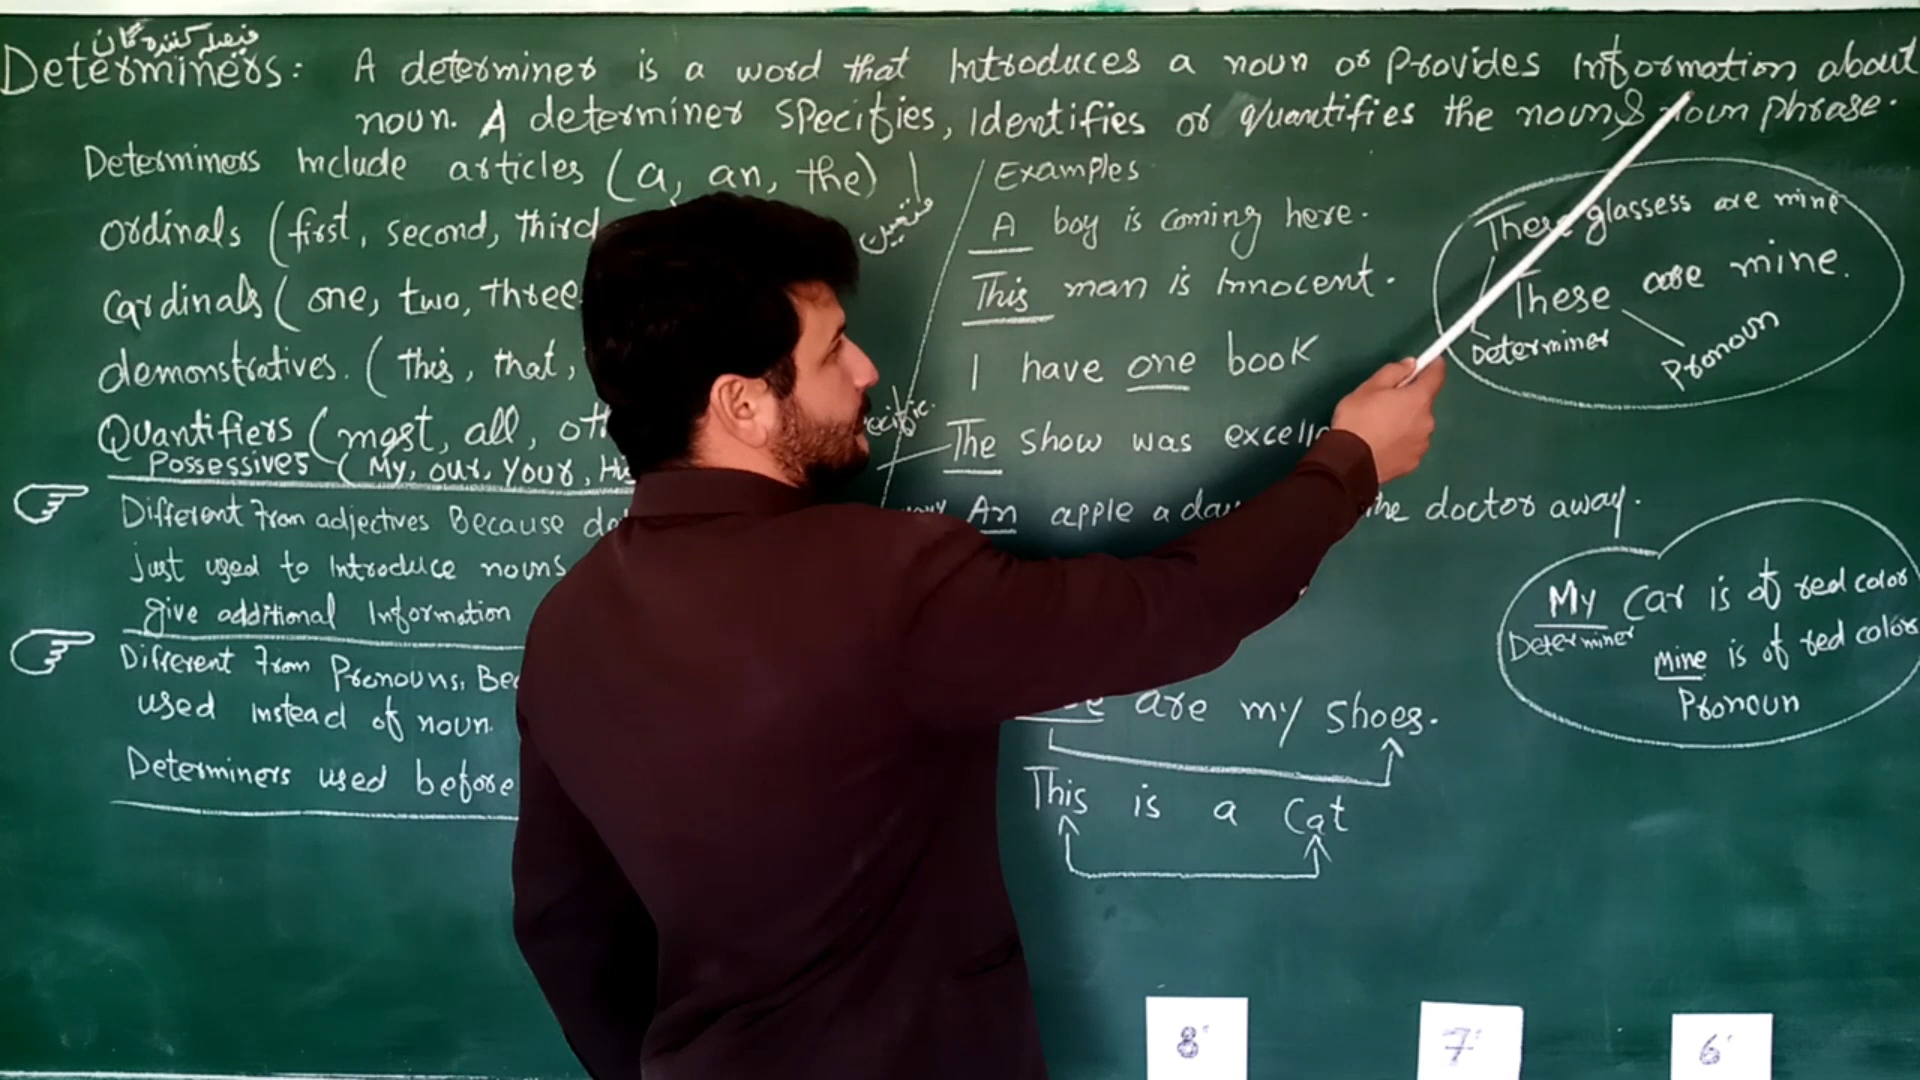 فیصلہ کنندہ گان
Determiners: A determiner is a word that Introduces a noun or Provides Information about
noun. A determiner specifies, Identifies or quantifies the noun & noun phrase.
Determiners Include articles (a, an, the)
ordinals (first, second, third
Cardinals (one, two, three
demonstratives. (this, that,
Quantifiers (most, all,
Possessives (My, our, Your,
Different From adjectives Because
just used to Introduce nouns
give additional Information
Different From Pronouns,
used instead of noun.
Determiners used before
Examples
A boy is coming here.
This man is Innocent.
I have one book
The show was
An apple a
the doctor away.
are my shoes.
This is a Cat
These glassess are mine
These are mine.
Determiner
Pronoun
My Car is of red color
Determiner
mine is of red color
Pronoun
8
7
6